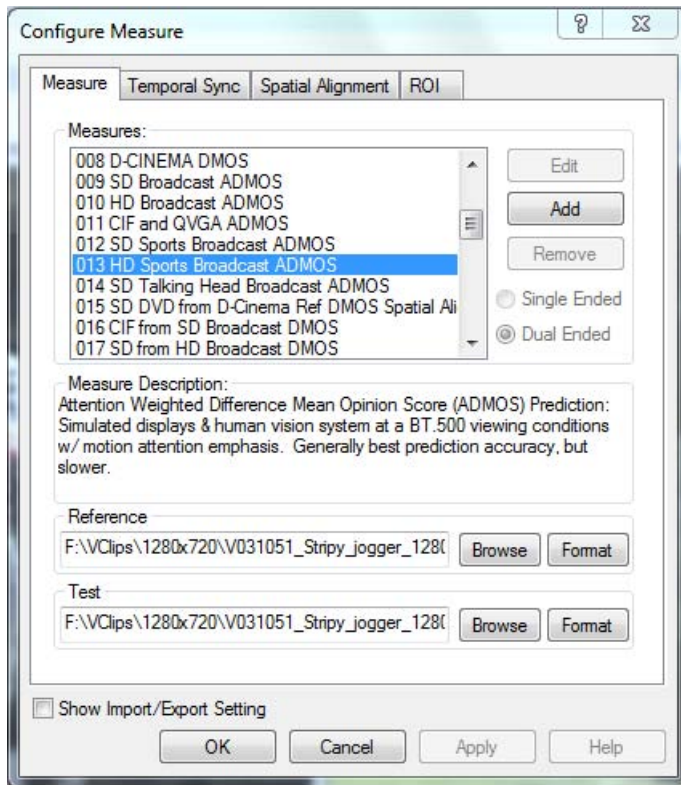 Configure Measure
Measure
Temporal Sync
Spatial Alignment
ROI
Measures:
008 D-CINEMA DMOS
009 SD Broadcast ADMOS
010 HD Broadcast ADMOS
011 CIF and QVGA ADMOS
012 SD Sports Broadcast ADMOS
013 HD Sports Broadcast ADMOS
014 SD Talking Head Broadcast ADMOS
015 SD DVD from D-Cinema Ref DMOS Spatial Ali
016 CIF from SD Broadcast DMOS
017 SD from HD Broadcast DMOS
Edit
Add
Remove
Single Ended
Dual Ended
Measure Description:
Attention Weighted Difference Mean Opinion Score (ADMOS) Prediction:
Simulated displays & human vision system at a BT.500 viewing conditions
w/ motion attention emphasis. Generally best prediction accuracy, but
slower.
Reference
F:\VClips\1280x720\V031051_Stripy_jogger_128(
Browse
Format
Test
F:\VClips\1280x720\V031051_Stripy_jogger_128(
Browse
Format
Show Import/Export Setting
OK
Cancel
Apply
Help